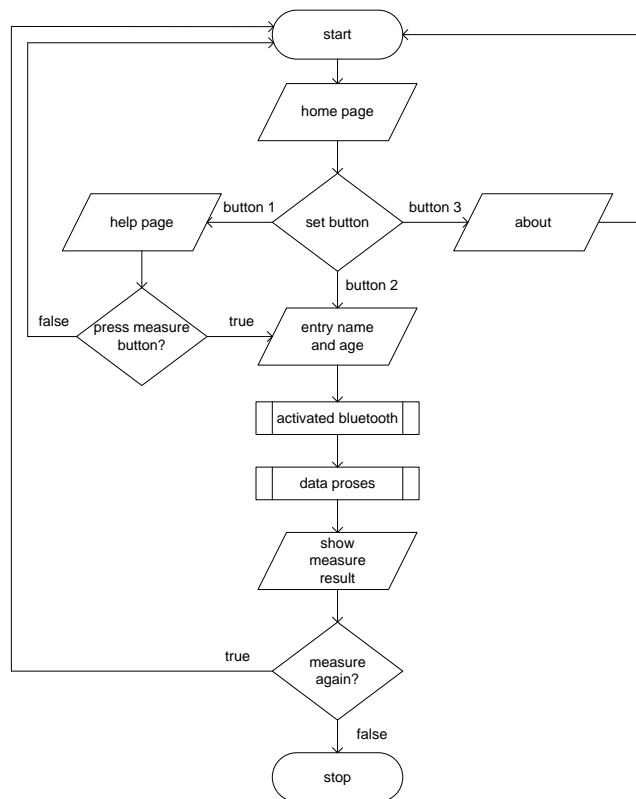 start
home page
button 1
set button
button 3
help page
about
button 2
false
press measure
button?
true
entry name
and age
activated bluetooth
data proses
show
measure
result
true
measure
again?
false
stop